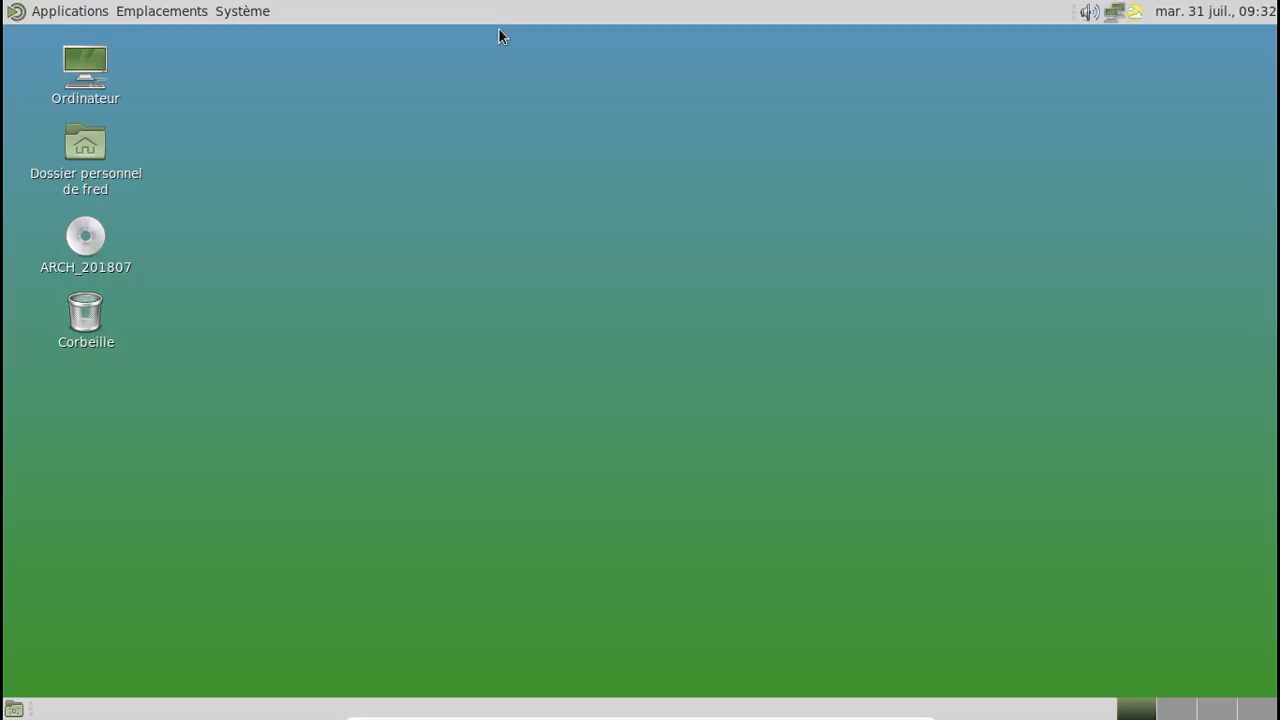 Applications Emplacements Système mar. 31 juil., 09:32
Ordinateur
Dossier personnel
de fred
ARCH_201807
Corbeille